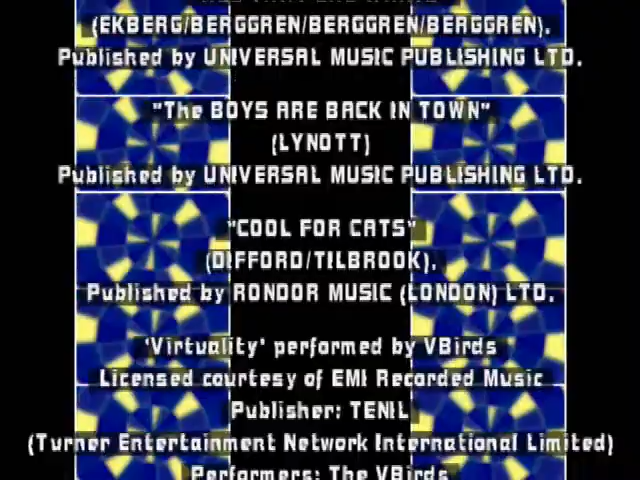 (EKBERG/BERGGREN/BERGGREN/BERGGREN).
Published by UNIVERSAL MUSIC PUBLISHING LTD.
"The BOYS ARE BACK IN TOWN"
(LYNOTT)
Published by UNIVERSAL MUSIC PUBLISHING LTD.
"COOL FOR CATS"
(DIFFORD/TILBROOK).
Published by RONDOR MUSIC (LONDON) LTD.
'Virtuality' performed by VBirds
Licensed courtesy of EMI Recorded Music
Publisher: TENIL
(Turner Entertainment Network International Limited)
Performers: The VBirds